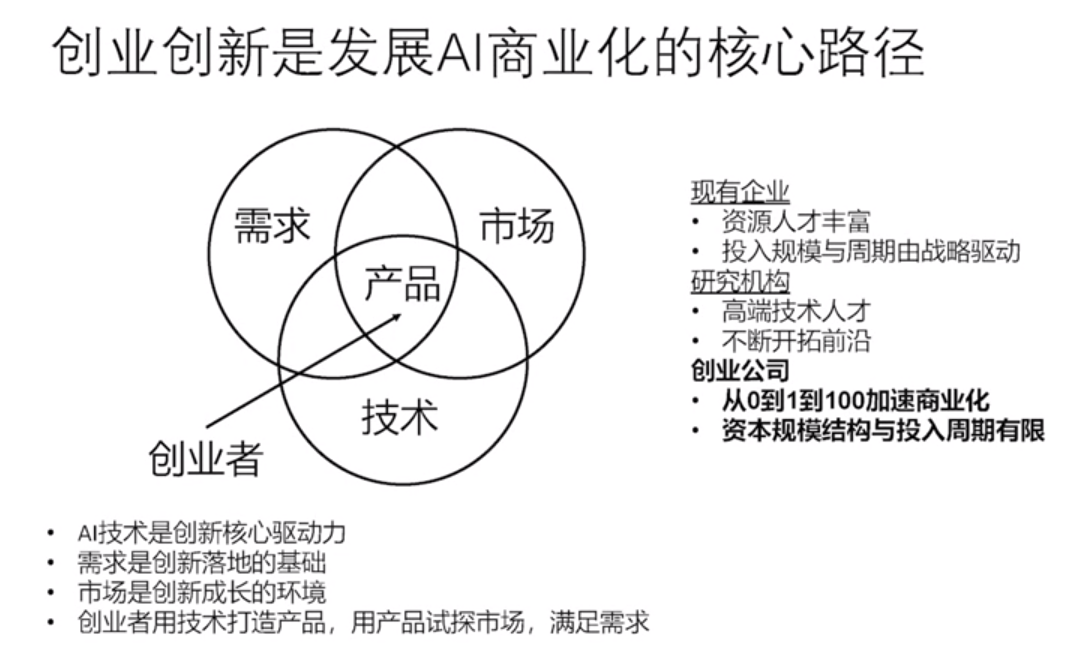 创业创新是发展AI商业化的核心路径
需求
市场
产品
技术
创业者
现有企业
• 资源人才丰富
• 投入规模与周期由战略驱动
研究机构
• 高端技术人才
• 不断开拓前沿
创业公司
• 从0到1到100加速商业化
• 资本规模结构与投入周期有限
• AI技术是创新核心驱动力
• 需求是创新落地的基础
• 市场是创新成长的环境
• 创业者用技术打造产品，用产品试探市场，满足需求